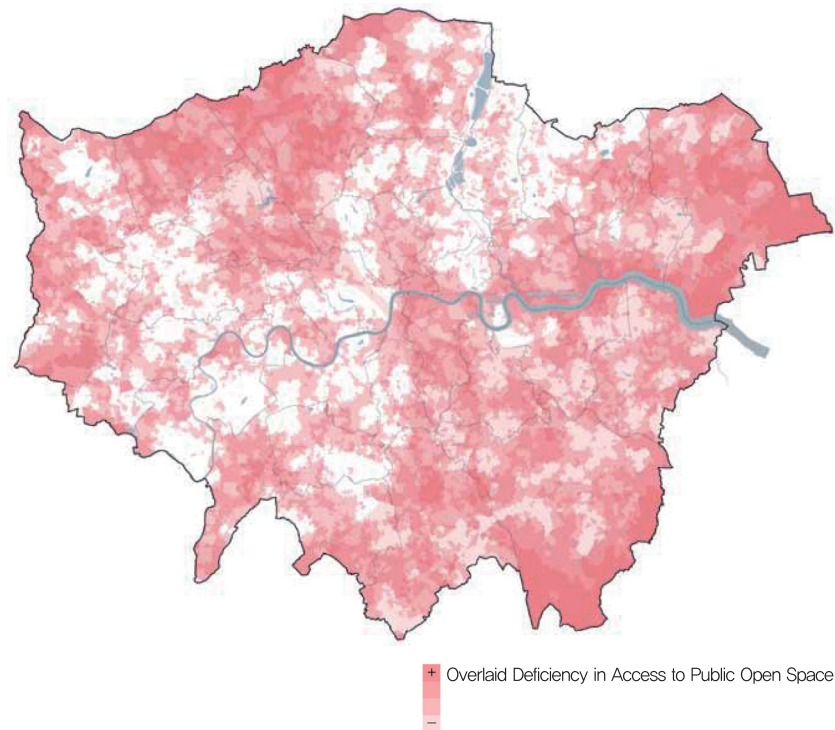 + Overlaid Deficiency in Access to Public Open Space
–